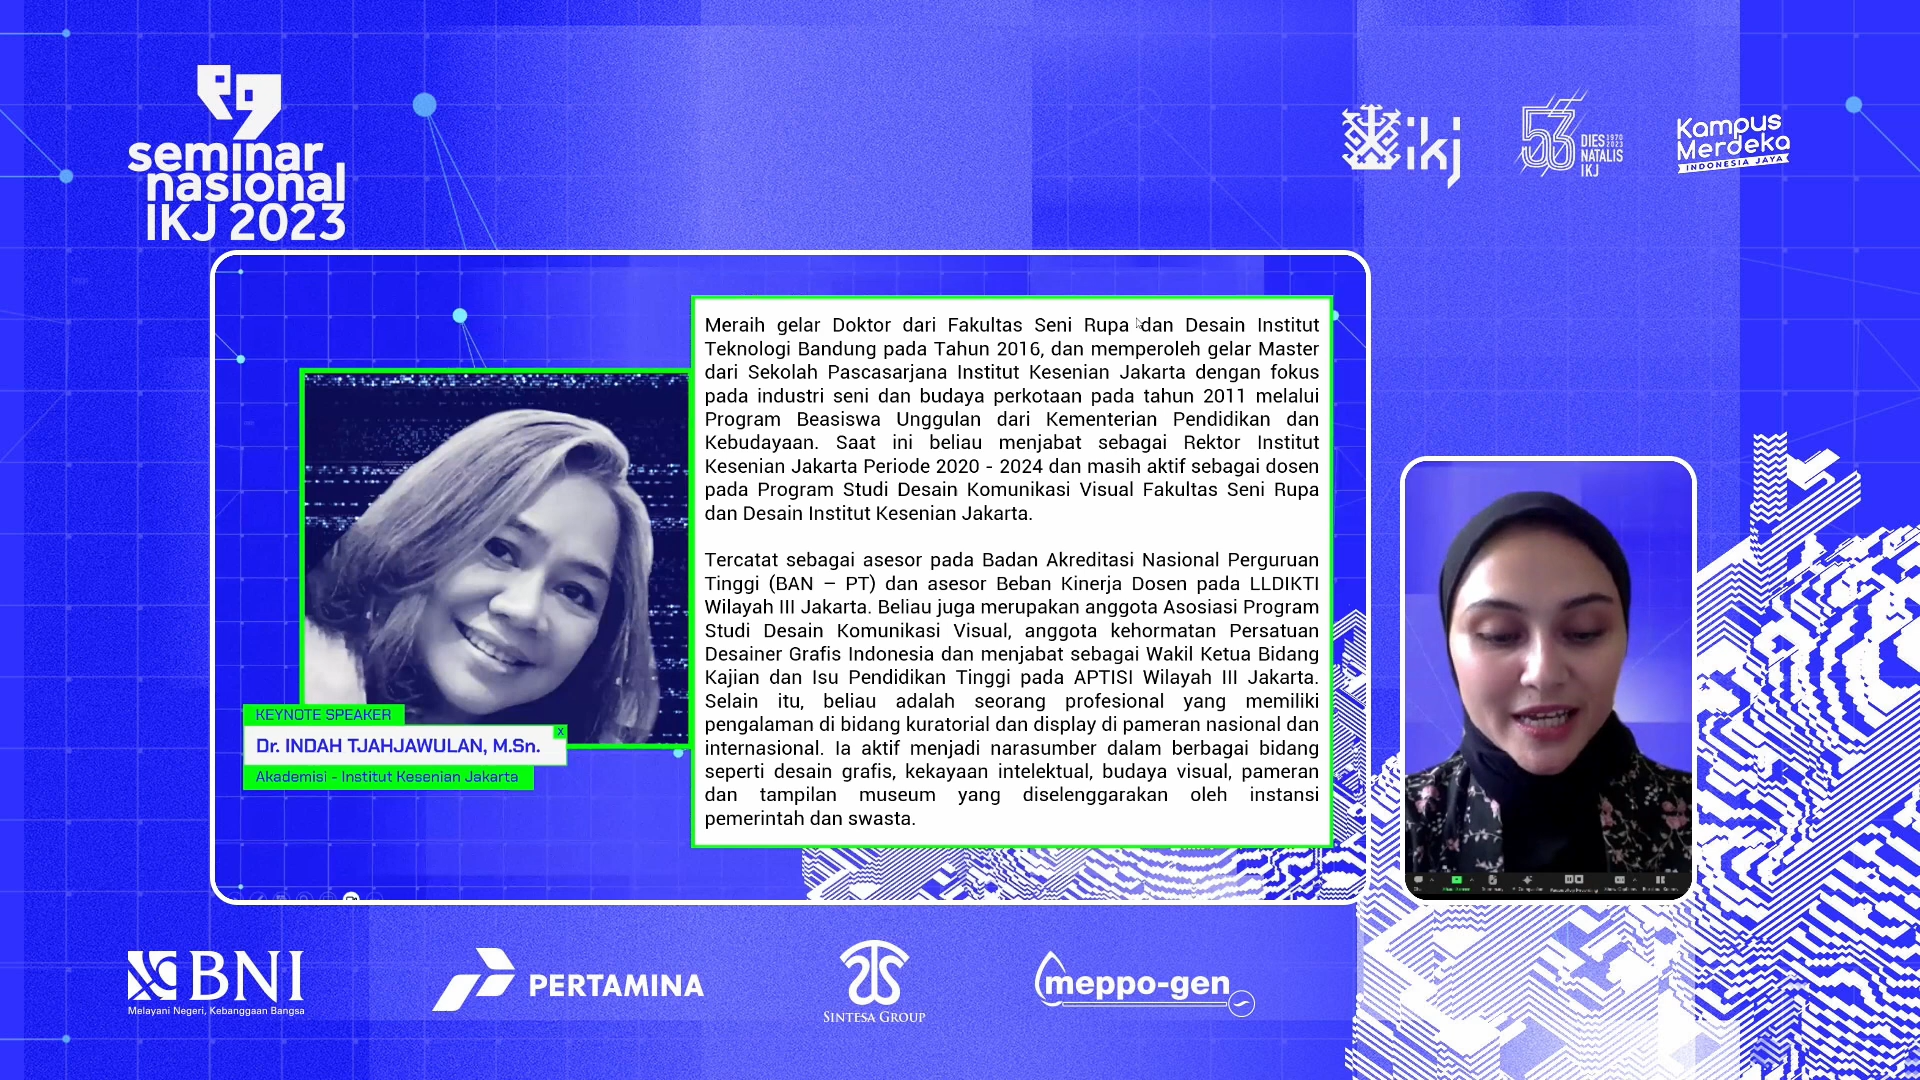 seminar
nasional
IKJ 2023
ikj
53
DIES 1970
NATALIS 2023
IKJ
Kampus
Merdeka
INDONESIA JAYA
Meraih gelar Doktor dari Fakultas Seni Rupa dan Desain Institut
Teknologi Bandung pada Tahun 2016, dan memperoleh gelar Master
dari Sekolah Pascasarjana Institut Kesenian Jakarta dengan fokus
pada industri seni dan budaya perkotaan pada tahun 2011 melalui
Program Beasiswa Unggulan dari Kementerian Pendidikan dan
Kebudayaan. Saat ini beliau menjabat sebagai Rektor Institut
Kesenian Jakarta Periode 2020 - 2024 dan masih aktif sebagai dosen
pada Program Studi Desain Komunikasi Visual Fakultas Seni Rupa
dan Desain Institut Kesenian Jakarta.
Tercatat sebagai asesor pada Badan Akreditasi Nasional Perguruan
Tinggi (BAN – PT) dan asesor Beban Kinerja Dosen pada LLDIKTI
Wilayah III Jakarta. Beliau juga merupakan anggota Asosiasi Program
Studi Desain Komunikasi Visual, anggota kehormatan Persatuan
Desainer Grafis Indonesia dan menjabat sebagai Wakil Ketua Bidang
Kajian dan Isu Pendidikan Tinggi pada APTISI Wilayah III Jakarta.
Selain itu, beliau adalah seorang profesional yang memiliki
pengalaman di bidang kuratorial dan display di pameran nasional dan
internasional. Ia aktif menjadi narasumber dalam berbagai bidang
seperti desain grafis, kekayaan intelektual, budaya visual, pameran
dan tampilan museum yang diselenggarakan oleh instansi
pemerintah dan swasta.
KEYNOTE SPEAKER
X
Dr. INDAH TJAHJAWULAN, M.Sn.
Akademisi - Institut Kesenian Jakarta
BNI
Melayani Negeri, Kebanggaan Bangsa
PERTAMINA
SINTESA GROUP
meppo-gen